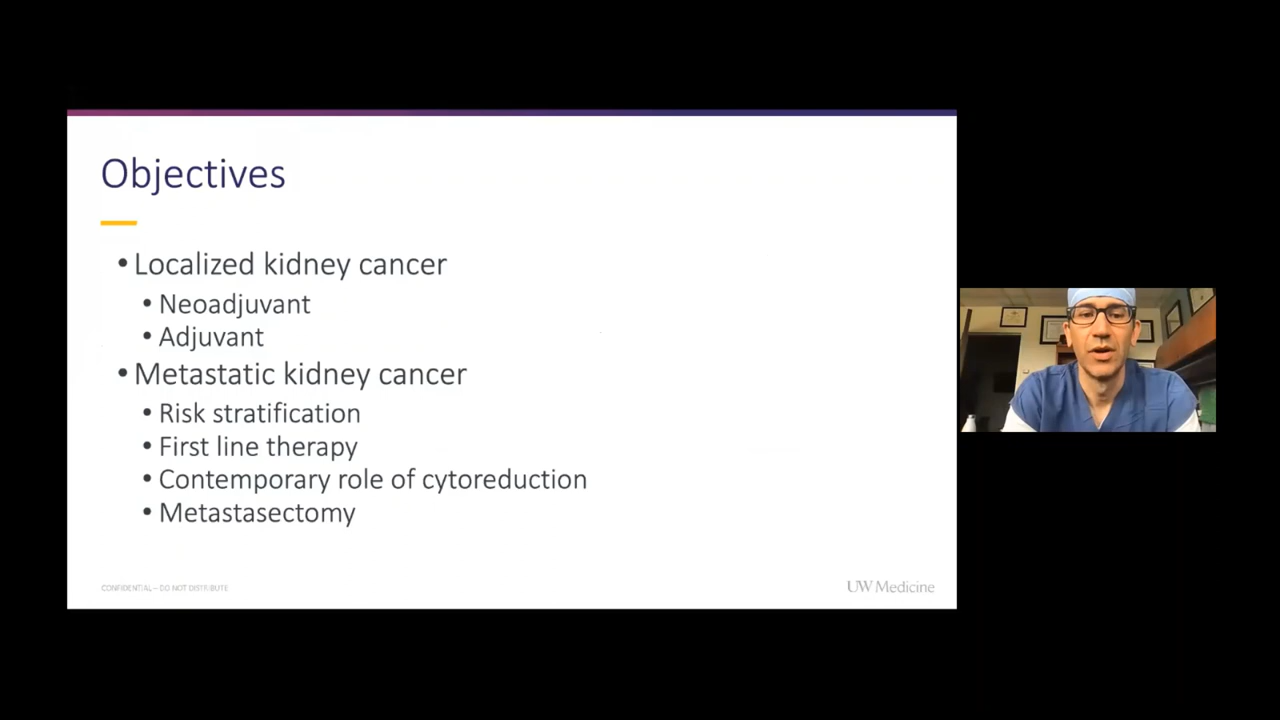 Objectives
• Localized kidney cancer
• Neoadjuvant
• Adjuvant
• Metastatic kidney cancer
• Risk stratification
• First line therapy
• Contemporary role of cytoreduction
• Metastasectomy
CONFIDENTIAL – DO NOT DISTRIBUTE
UW Medicine